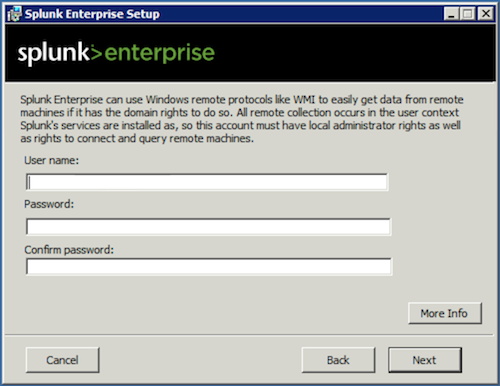 Splunk Enterprise Setup
splunk>enterprise
Splunk Enterprise can use Windows remote protocols like WMI to easily get data from remote
machines if it has the domain rights to do so. All remote collection occurs in the user context
Splunk's services are installed as, so this account must have local administrator rights as well
as rights to connect and query remote machines.
User name:
Password:
Confirm password:
More Info
Cancel
Back
Next